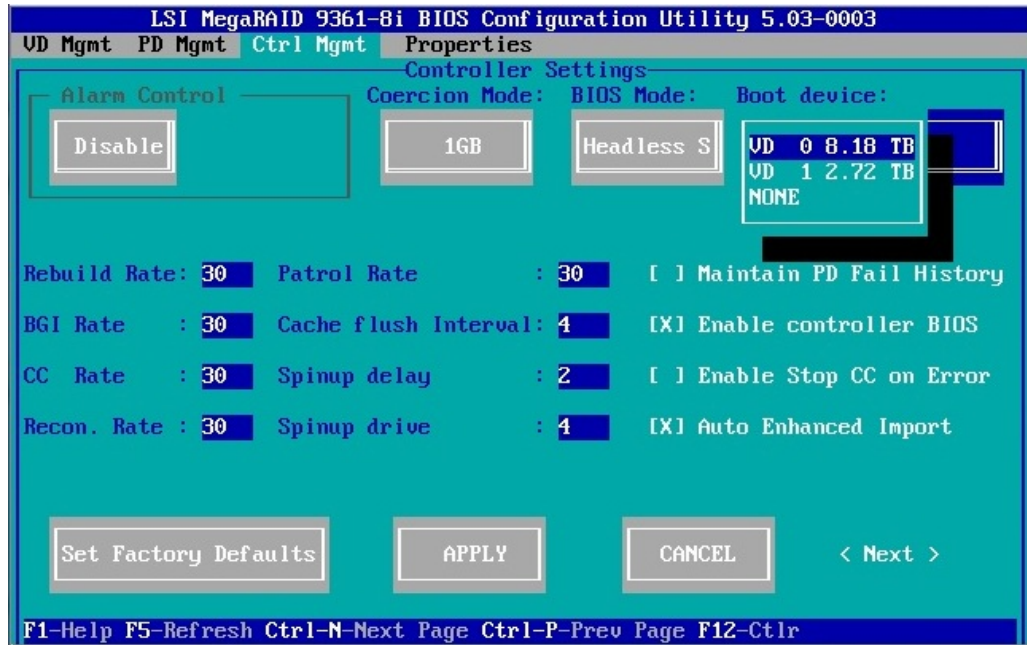 LSI MegaRAID 9361-8i BIOS Configuration Utility 5.03-0003
VD Mgmt PD Mgmt Ctrl Mgmt Properties
Controller Settings
Alarm Control Coercion Mode: BIOS Mode: Boot device:
Disable 1GB Headless S VD 0 8.18 TB
VD 1 2.72 TB
NONE
Rebuild Rate: 30 Patrol Rate : 30 [ ] Maintain PD Fail History
BGI Rate : 30 Cache flush Interval: 4 [X] Enable controller BIOS
CC Rate : 30 Spinup delay : 2 [ ] Enable Stop CC on Error
Recon. Rate : 30 Spinup drive : 4 [X] Auto Enhanced Import
Set Factory Defaults APPLY CANCEL < Next >
F1-Help F5-Refresh Ctrl-N-Next Page Ctrl-P-Prev Page F12-Ctlr